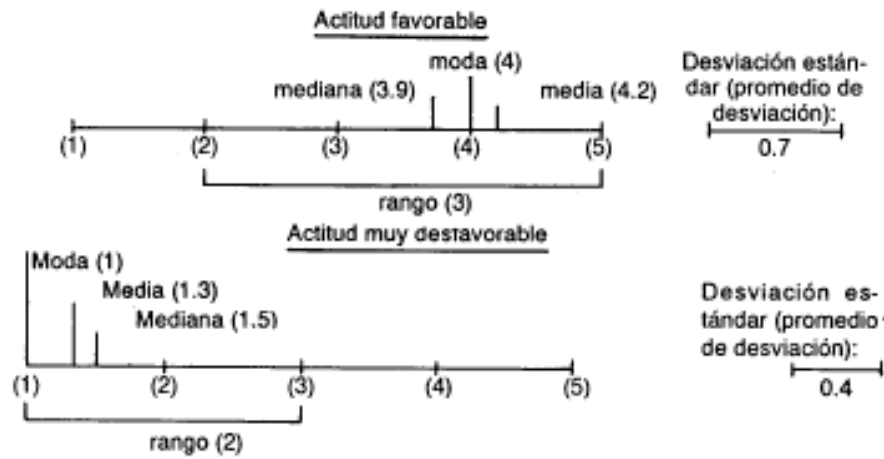 Actitud favorable
moda (4)
mediana (3.9)
media (4.2)
Desviación están-
dar (promedio de
desviación):
0.7
(1) (2) (3) (4) (5)
rango (3)
Actitud muy desfavorable
Moda (1)
Media (1.3)
Mediana (1.5)
Desviación es-
tándar (promedio
de desviación):
0.4
(1) (2) (3) (4) (5)
rango (2)